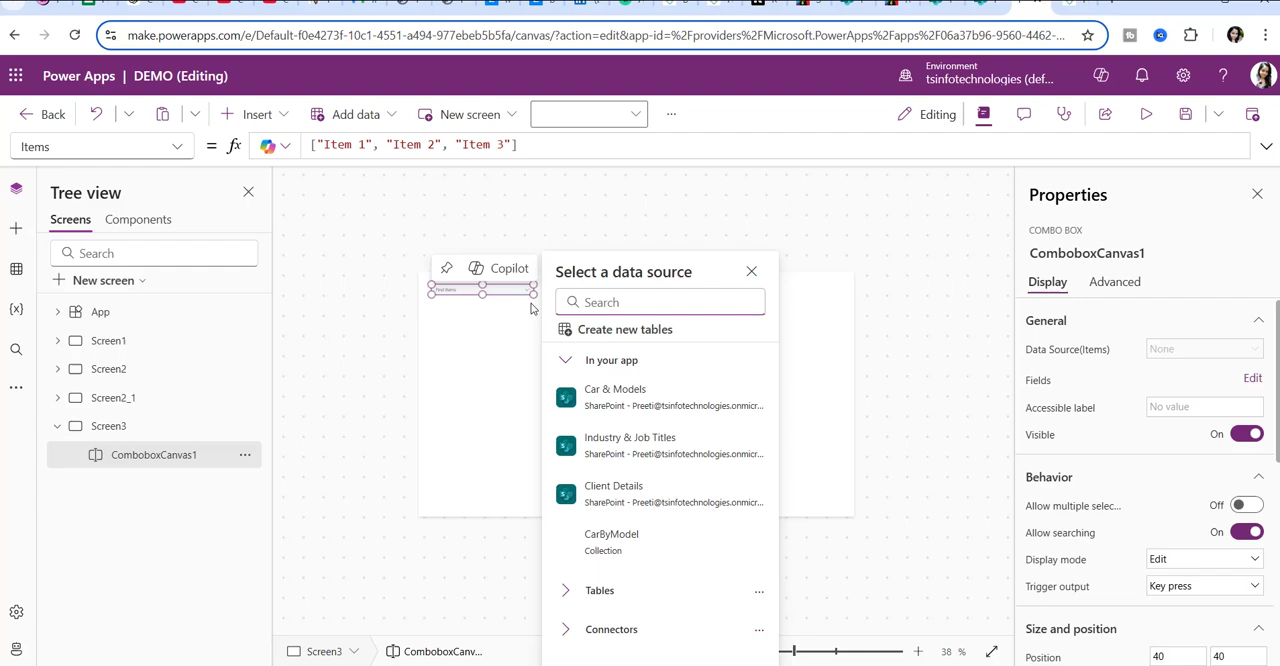 make.powerapps.com/e/Default-f0e4273f-10c1-4551-a494-977ebeb5b5fa/canvas/?action=edit&app-id=%2Fproviders%2FMicrosoft.PowerApps%2Fapps%2F06a37b96-9560-4462-...
Power Apps | DEMO (Editing)
Environment
tsinfotechnologies (def...
Back
Insert
Add data
New screen
...
Editing
Items
= fx
["Item 1", "Item 2", "Item 3"]
Tree view
Screens
Components
Search
New screen
App
Screen1
Screen2
Screen2_1
Screen3
ComboboxCanvas1
...
Copilot
Find items
Select a data source
Search
Create new tables
In your app
Car & Models
SharePoint - Preeti@tsinfotechnologies.onmicr...
Industry & Job Titles
SharePoint - Preeti@tsinfotechnologies.onmicr...
Client Details
SharePoint - Preeti@tsinfotechnologies.onmicr...
CarByModel
Collection
Tables
...
Connectors
...
Screen3
ComboboxCanv...
38 %
Properties
COMBO BOX
ComboboxCanvas1
Display
Advanced
General
Data Source(Items)
None
Fields
Edit
Accessible label
No value
Visible
On
Behavior
Allow multiple selec...
Off
Allow searching
On
Display mode
Edit
Trigger output
Key press
Size and position
Position
40
40